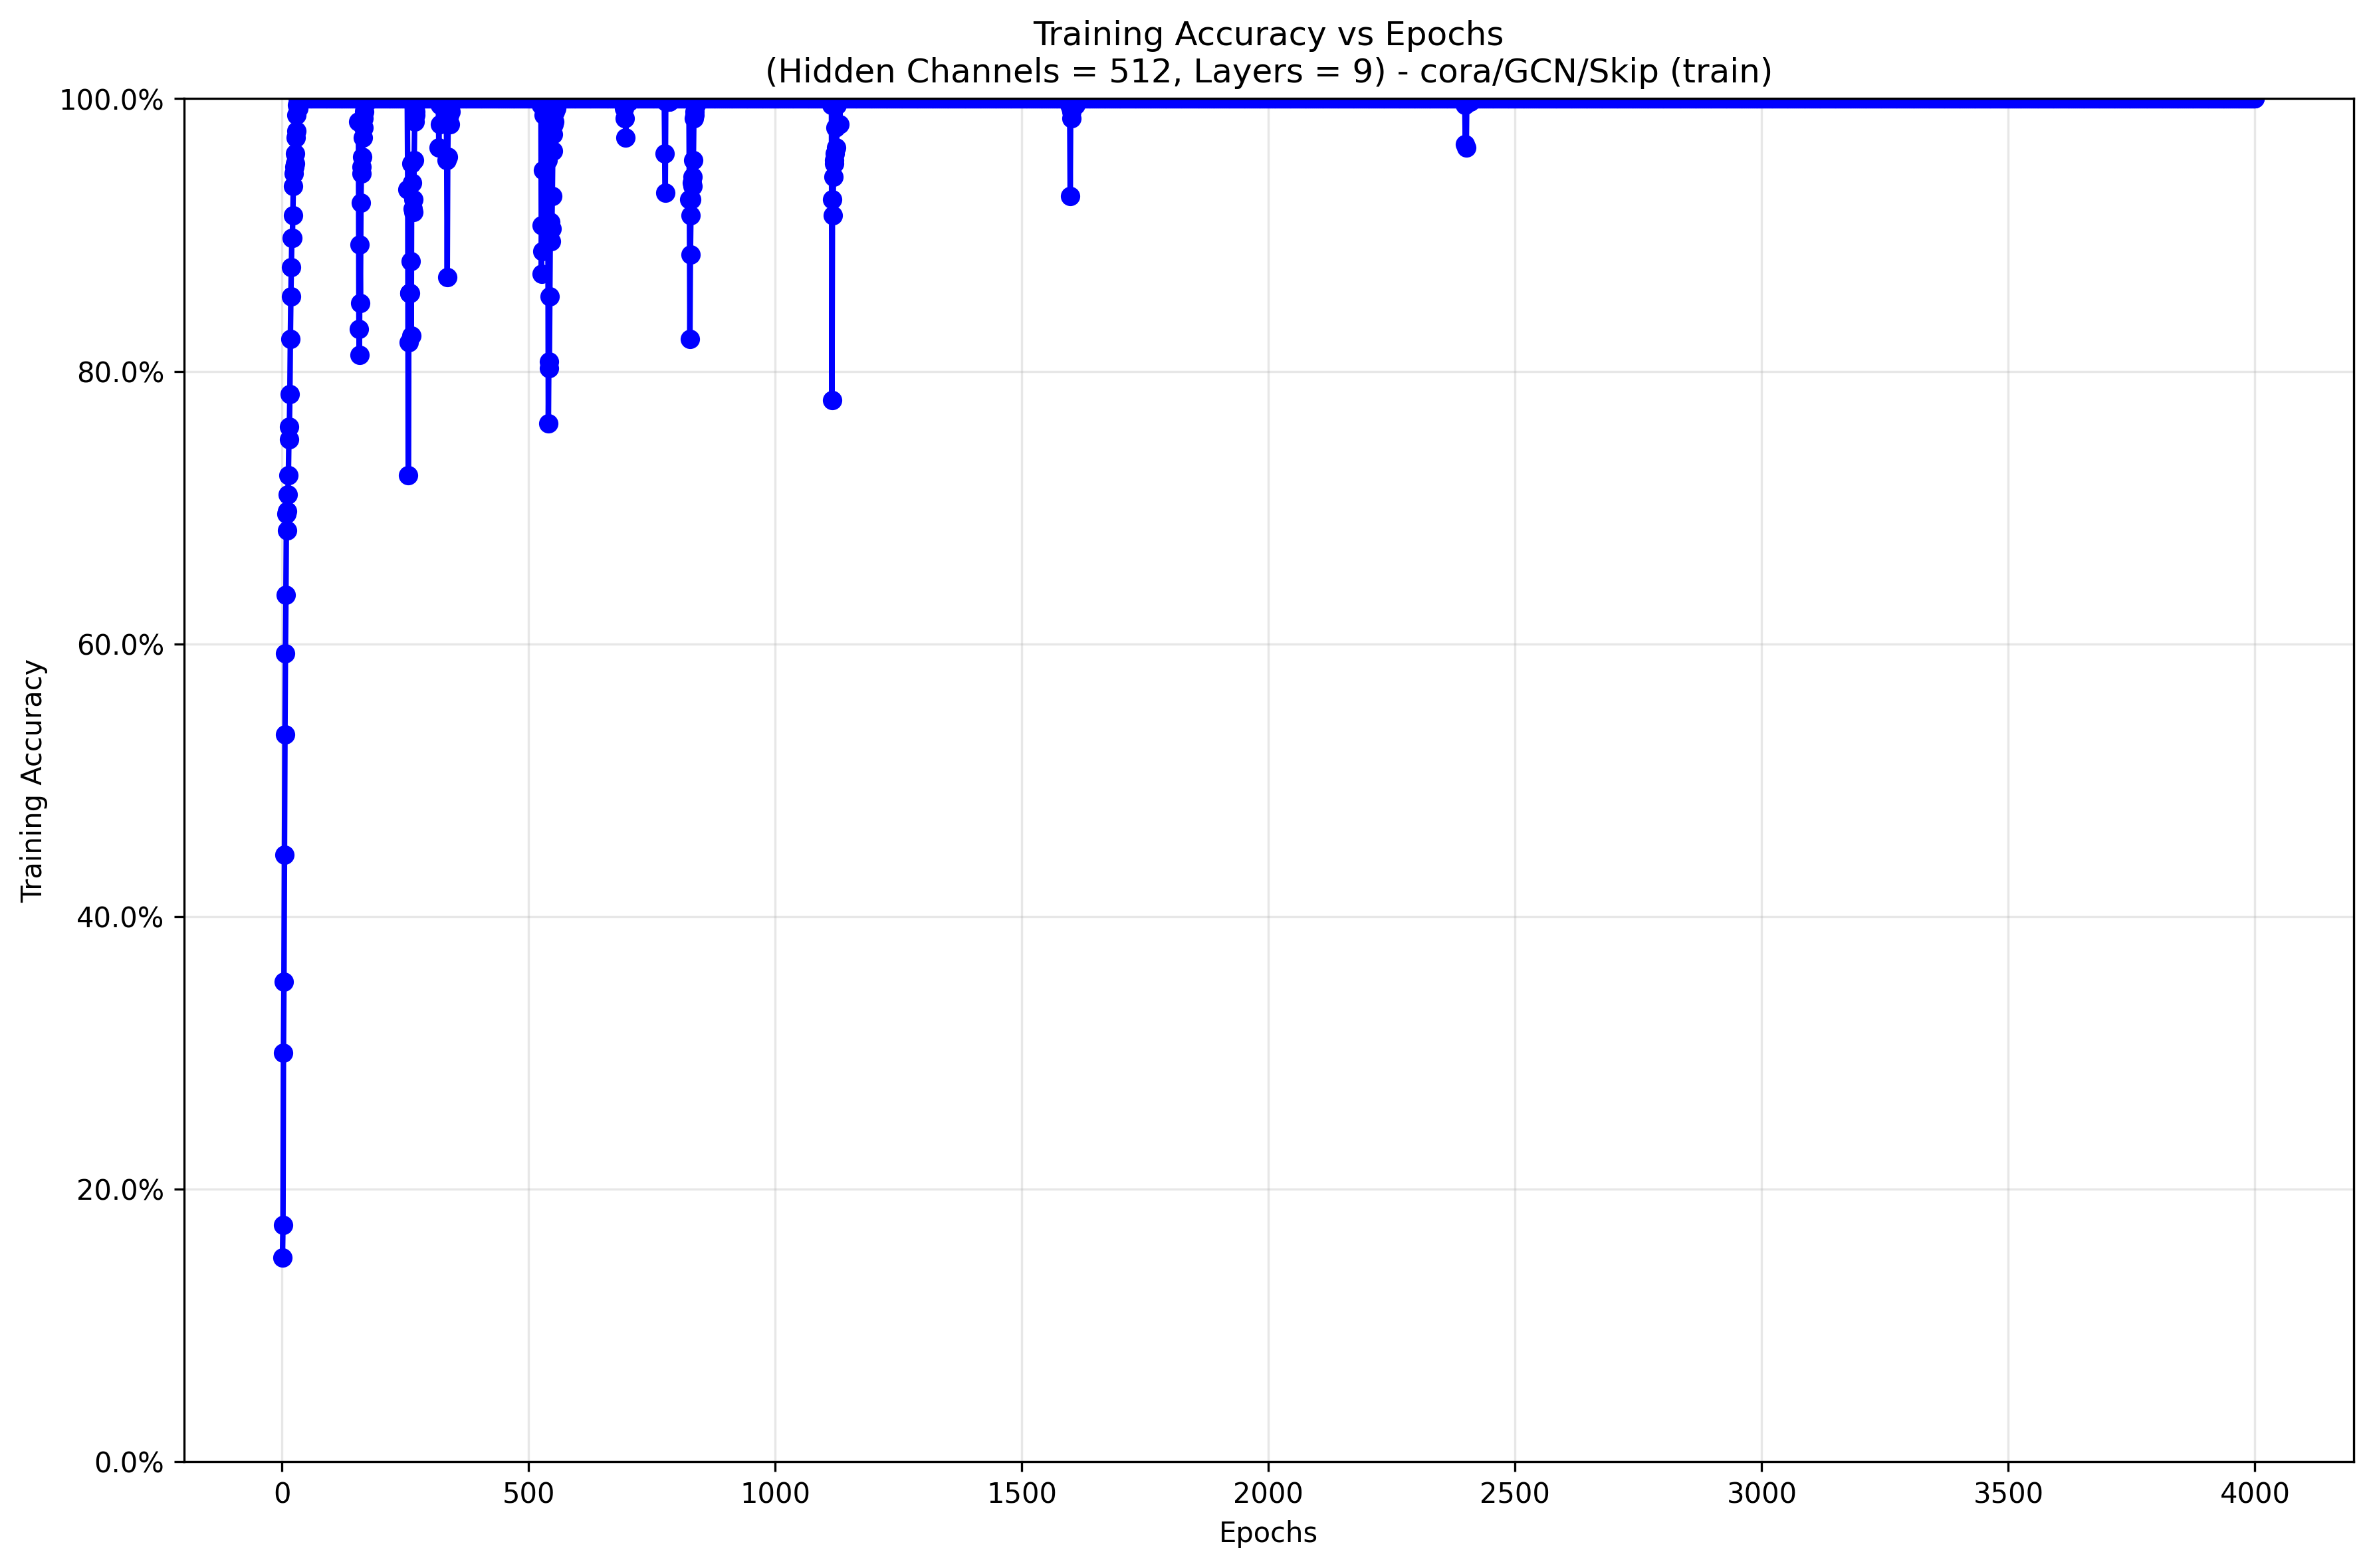 Training Accuracy vs Epochs
(Hidden Channels = 512, Layers = 9) - cora/GCN/Skip (train)
Training Accuracy
100.0%
80.0%
60.0%
40.0%
20.0%
0.0%
0 500 1000 1500 2000 2500 3000 3500 4000
Epochs